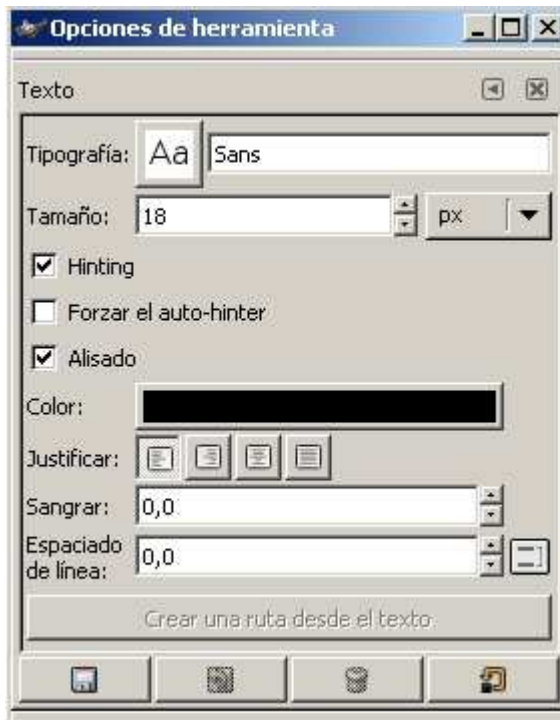 Opciones de herramienta
Texto
Tipografía: Aa Sans
Tamaño: 18 px
Hinting
Forzar el auto-hinter
Alisado
Color:
Justificar:
Sangrar: 0,0
Espaciado
de línea: 0,0
Crear una ruta desde el texto